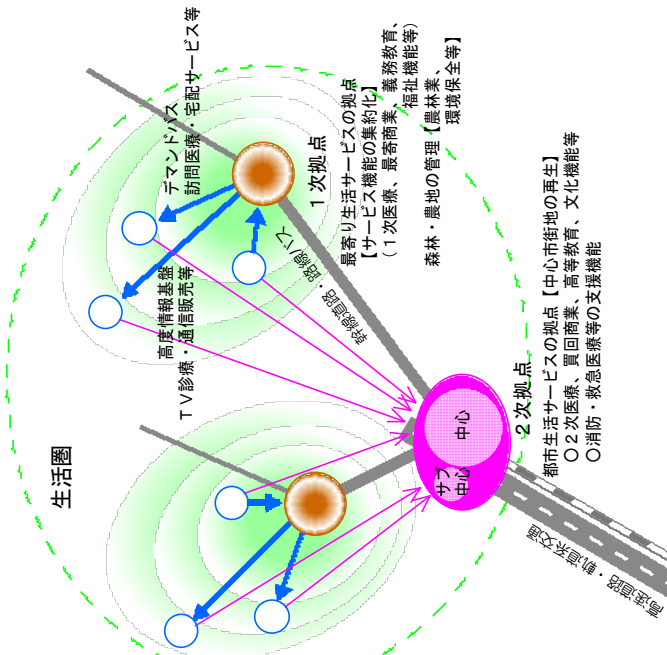 生活圏
高度情報基盤
TV診療・通信販売等
デマンドバス
訪問医療・宅配サービス等
1次拠点
最寄り生活サービスの拠点
【サービス機能の集約化】
(1次医療、最寄商業、義務教育、
福祉機能等)
森林・農地の管理【農林業、
環境保全等】
幹線道路・路線バス
サブ
中心
中心
2次拠点
都市生活サービスの拠点【中心市街地の再生】
○2次医療、買回商業、高等教育、文化機能等
○消防・救急医療等の支援機能
高速道路・軌道系交通